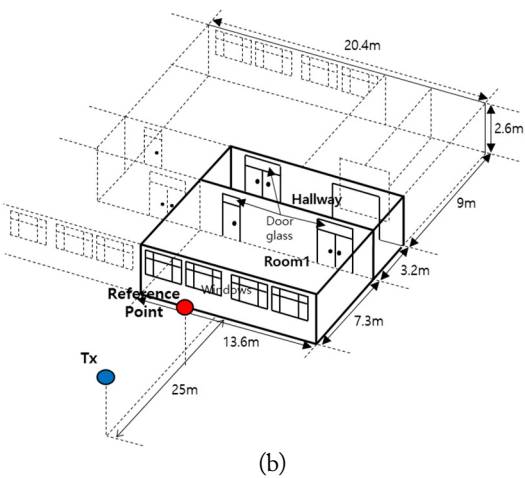 20.4m
2.6m
Hallway
9m
Door
glass
Room1
3.2m
Reference
Point
Windows
7.3m
13.6m
Tx
25m
(b)